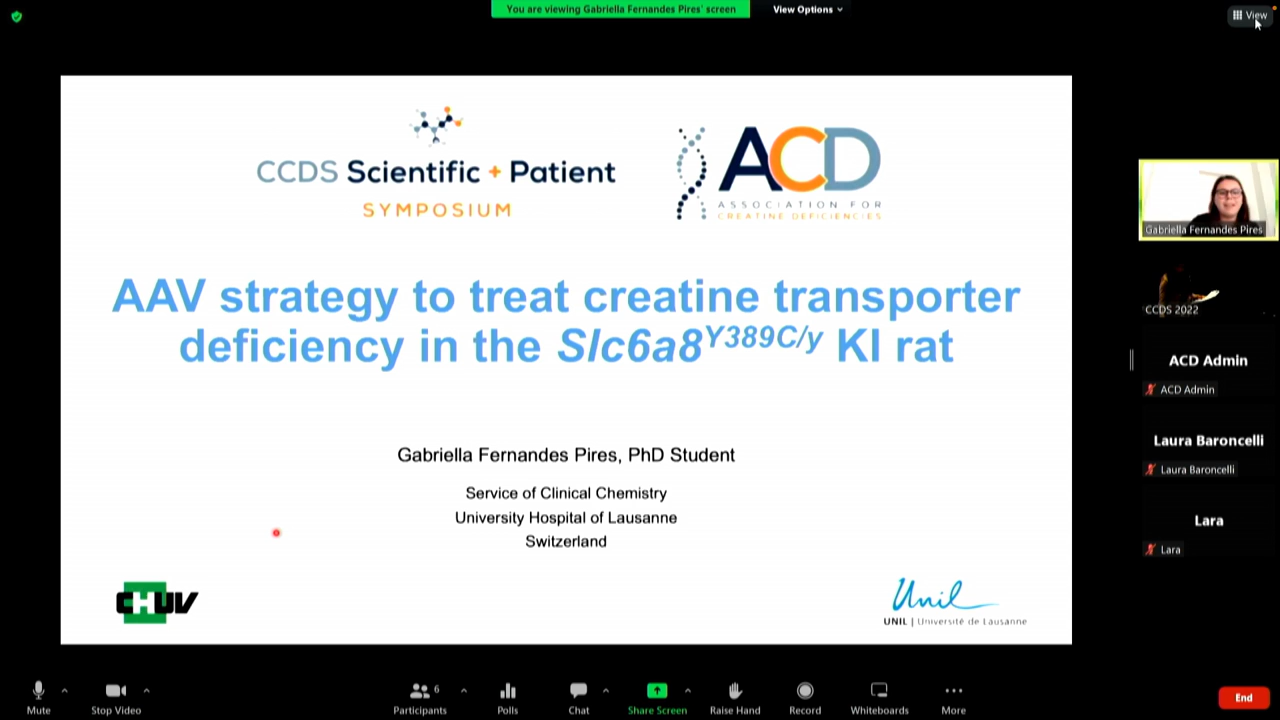 You are viewing Gabriella Fernandes Pires' screen
View Options
View
CCDS Scientific + Patient
SYMPOSIUM
ACD
ASSOCIATION FOR
CREATINE DEFICIENCIES
AAV strategy to treat creatine transporter
deficiency in the Slc6a8Y389C/y KI rat
Gabriella Fernandes Pires, PhD Student
Service of Clinical Chemistry
University Hospital of Lausanne
Switzerland
CHUV
Unil
UNIL | Université de Lausanne
Gabriella Fernandes Pires
CCDS 2022
ACD Admin
ACD Admin
Laura Baroncelli
Laura Baroncelli
Lara
Lara
Mute
Stop Video
6
Participants
Polls
Chat
Share Screen
Raise Hand
Record
Whiteboards
More
End